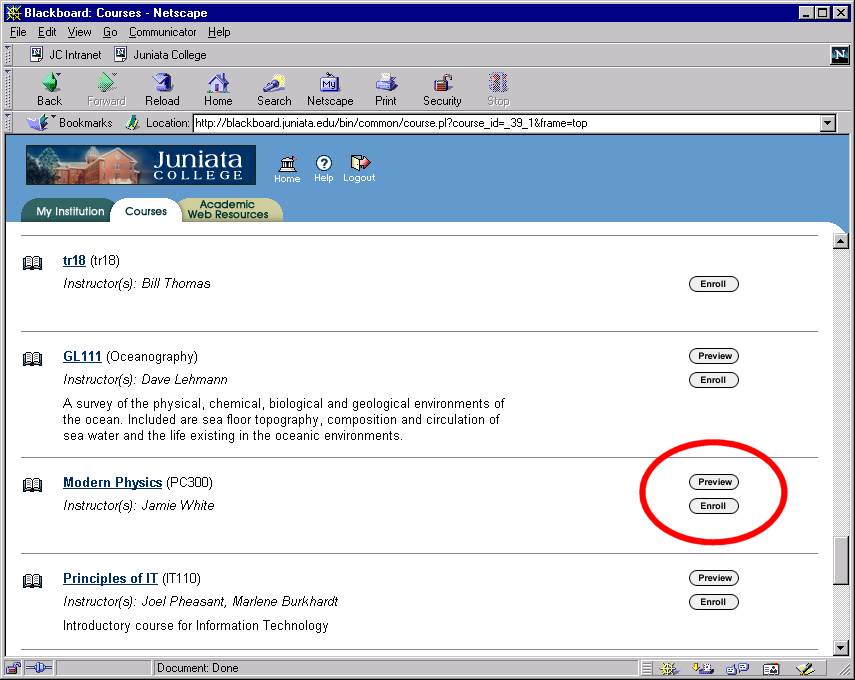 Blackboard: Courses - Netscape
File Edit View Go Communicator Help
JC Intranet Juniata College
N
My
Back Forward Reload Home Search Netscape Print Security Stop
Bookmarks Location: http://blackboard.juniata.edu/bin/common/course.pl?course_id=_39_1&frame=top
Juniata
COLLEGE
Home Help Logout
My Institution Courses Academic
Web Resources
tr18 (tr18)
Instructor(s): Bill Thomas Enroll
GL111 (Oceanography) Preview
Instructor(s): Dave Lehmann Enroll
A survey of the physical, chemical, biological and geological environments of
the ocean. Included are sea floor topography, composition and circulation of
sea water and the life existing in the oceanic environments.
Modern Physics (PC300) Preview
Instructor(s): Jamie White Enroll
Principles of IT (IT110) Preview
Instructor(s): Joel Pheasant, Marlene Burkhardt Enroll
Introductory course for Information Technology
Document: Done